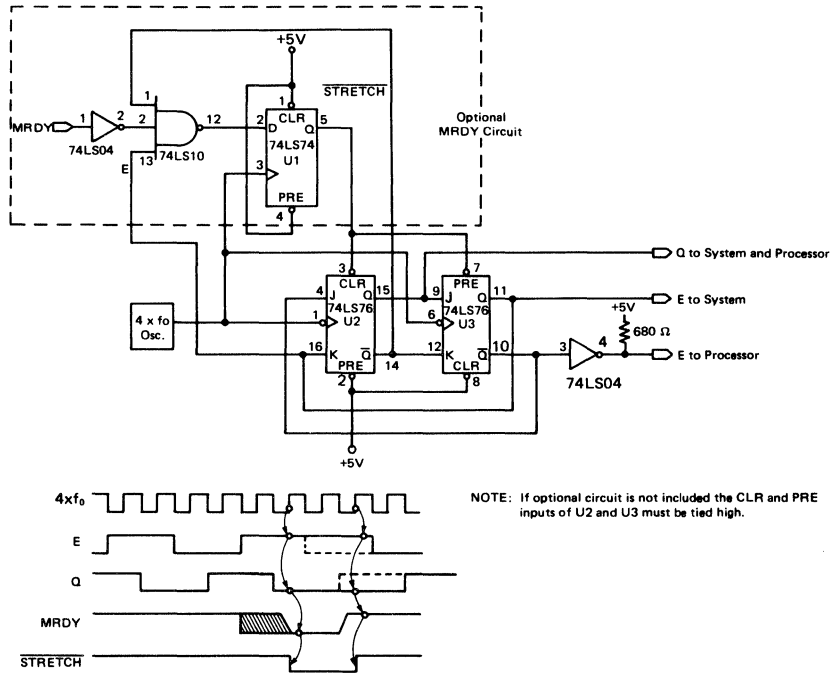 +5V
1
STRETCH
1
CLR
MRDY
1
2
2
12
2
D
Q
5
Optional
MRDY Circuit
74LS04
13
74LS10
74LS74
U1
E
3
PRE
4
3
CLR
7
PRE
Q to System and Processor
4
J
Q
15
9
J
Q
11
E to System
74LS76
74LS76
4 x fo
Osc.
1
U2
6
U3
+5V
680 Ω
16
K
Q
14
12
K
Q
10
3
4
E to Processor
PRE
2
CLR
8
74LS04
+5V
4xf₀
NOTE: If optional circuit is not included the CLR and PRE
inputs of U2 and U3 must be tied high.
E
Q
MRDY
STRETCH